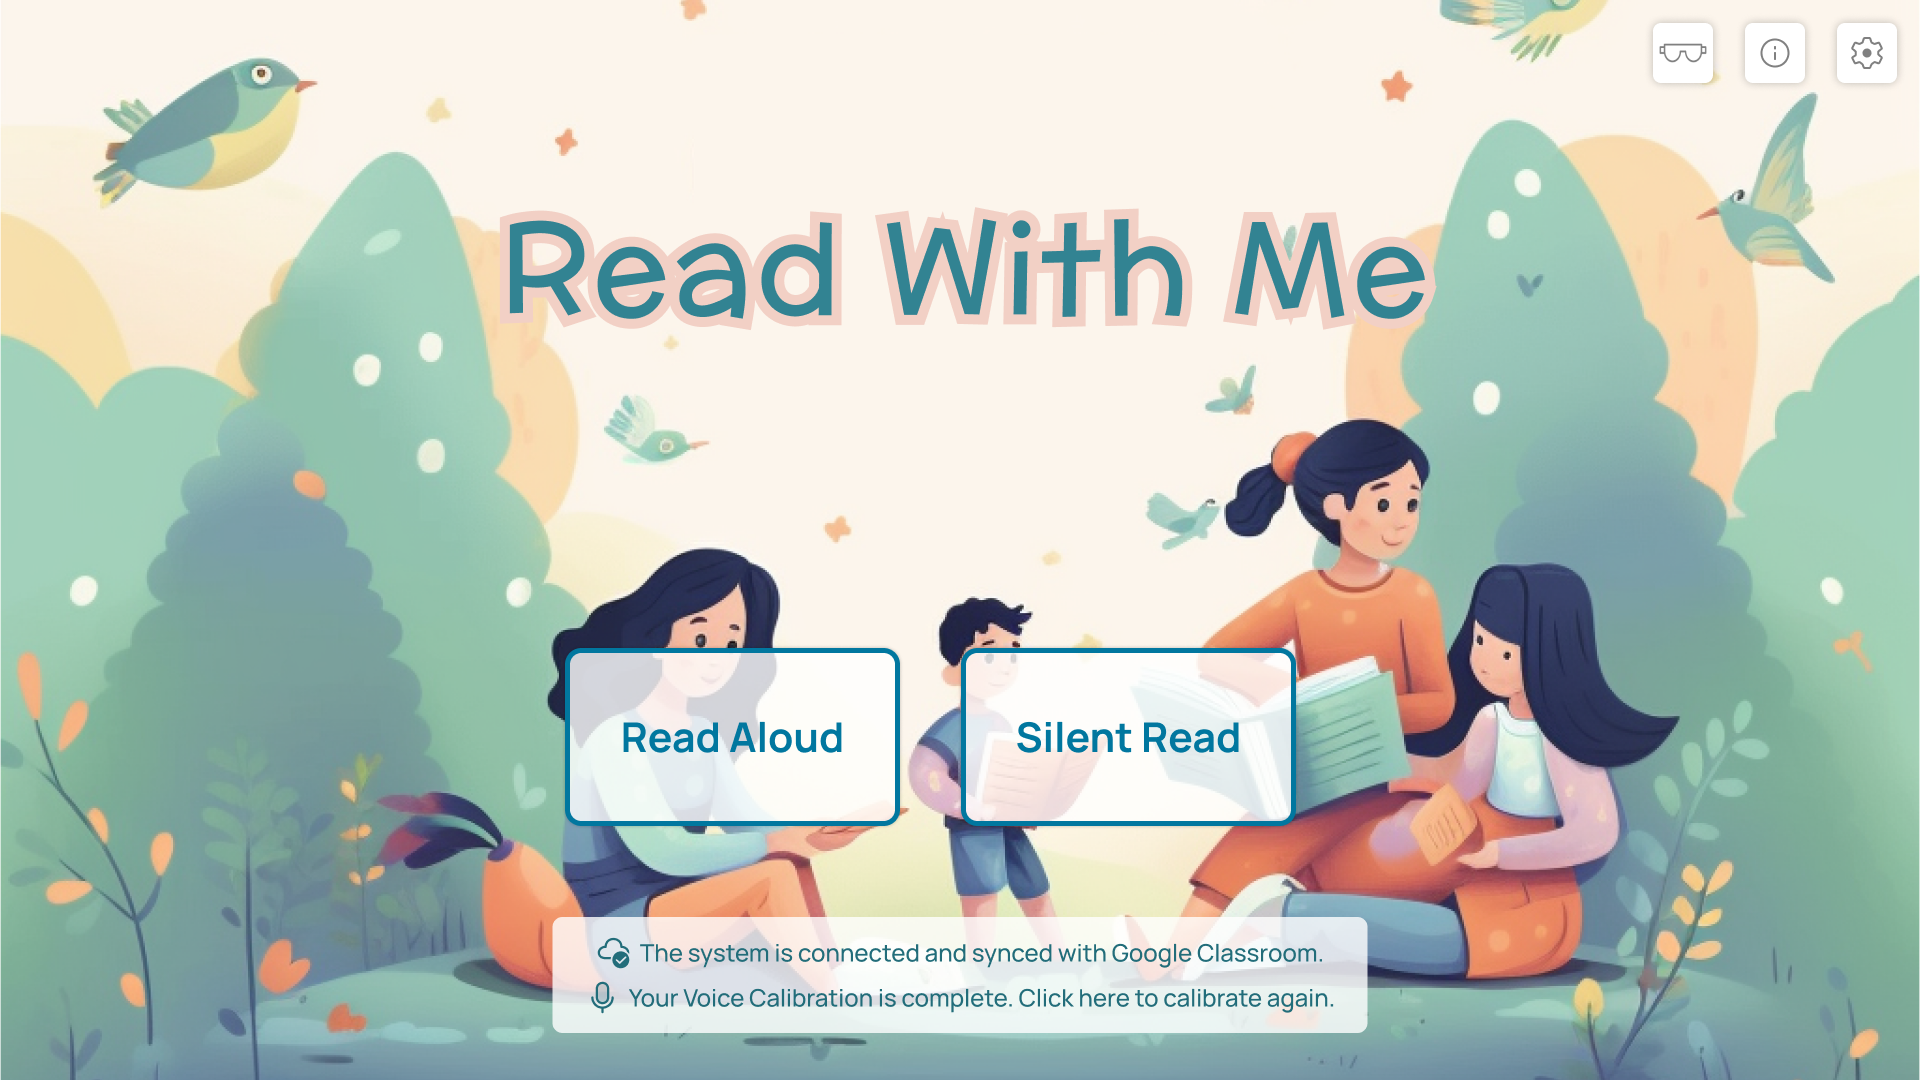 Read With Me
Read Aloud
Silent Read
The system is connected and synced with Google Classroom.
Your Voice Calibration is complete. Click here to calibrate again.